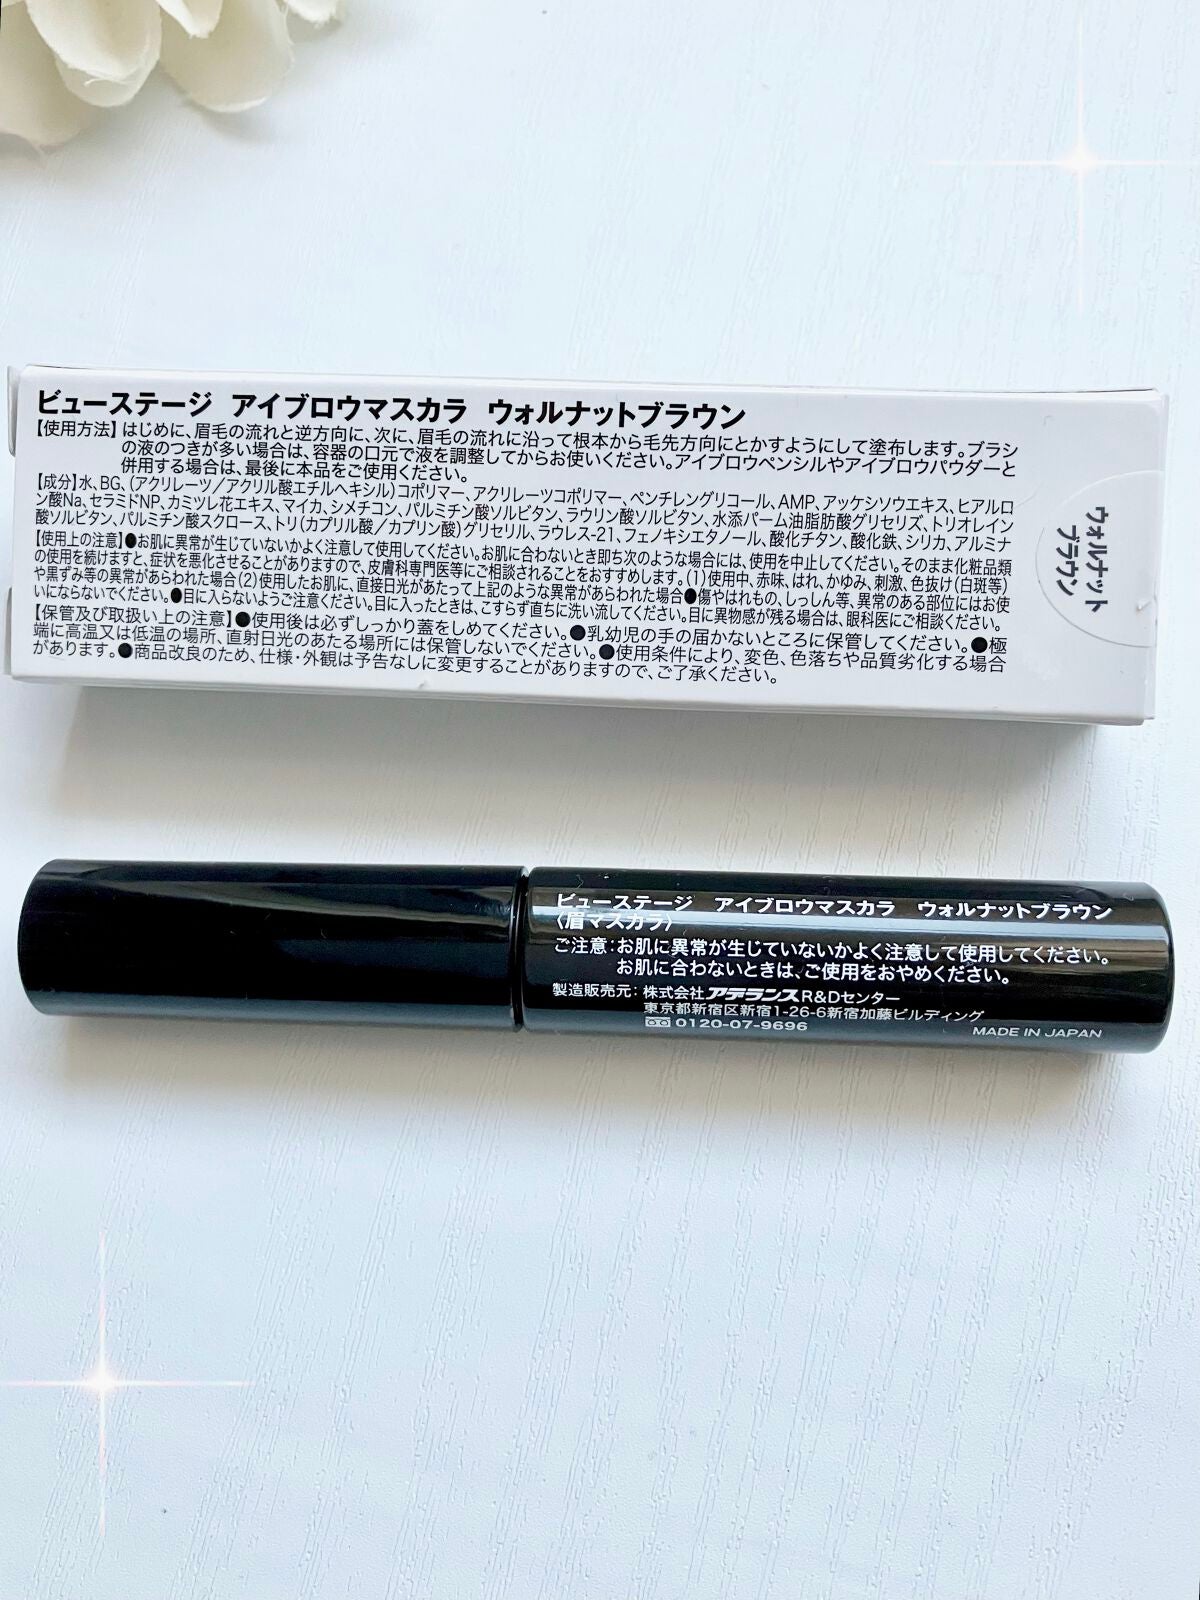 ビューステージ アイブロウマスカラ ウォルナットブラウン
【使用方法】はじめに、眉毛の流れと逆方向に、次に、眉毛の流れに沿って根本から毛先方向にとかすようにして塗布します。ブラシ
の液のつきが多い場合は、容器の口元で液を調整してからお使いください。アイブロウペンシルやアイブロウパウダーと
併用する場合は、最後に本品をご使用ください。
【成分】水、BG、(アクリレーツ/アクリル酸エチルヘキシル)コポリマー、アクリレーツコポリマー、ペンチレングリコール、AMP、アッケシソウエキス、ヒアルロ
ン酸Na、セラミドNP、カミツレ花エキス、マイカ、シメチコン、パルミチン酸ソルビタン、ラウリン酸ソルビタン、水添パーム油脂肪酸グリセリズ、トリオレイン
酸ソルビタン、パルミチン酸スクロース、トリ(カプリル酸/カプリン酸)グリセリル、ラウレス-21、フェノキシエタノール、酸化チタン、酸化鉄、シリカ、アルミナ
【使用上の注意】●お肌に異常が生じていないかよく注意して使用してください。お肌に合わないとき即ち次のような場合には、使用を中止してください。そのまま化粧品類
の使用を続けますと、症状を悪化させることがありますので、皮膚科専門医等にご相談されることをおすすめします。(1)使用中、赤味、はれ、かゆみ、刺激、色抜け(白斑等)
や黒ずみ等の異常があらわれた場合(2)使用したお肌に、直接日光があたって上記のような異常があらわれた場合●傷やはれもの、しっしん等、異常のある部位にはお使
いにならないでください。●目に入らないようご注意ください。目に入ったときは、こすらず直ちに洗い流してください。目に異物感が残る場合は、眼科医にご相談ください。
【保管及び取扱い上の注意】●使用後は必ずしっかり蓋をしめてください。●乳幼児の手の届かないところに保管してください。●極
端に高温又は低温の場所、直射日光のあたる場所には保管しないでください。●使用条件により、変色、色落ちや品質劣化する場合
があります。●商品改良のため、仕様・外観は予告なしに変更することがありますので、ご了承ください。
ウォルナット
ブラウン
ビューステージ アイブロウマスカラ ウォルナットブラウン
〈眉マスカラ〉
ご注意:お肌に異常が生じていないかよく注意して使用してください。
お肌に合わないときは、ご使用をおやめください。
製造販売元: 株式会社アデランスR&Dセンター
東京都新宿区新宿1-26-6新宿加藤ビルディング
0120-07-9696
MADE IN JAPAN